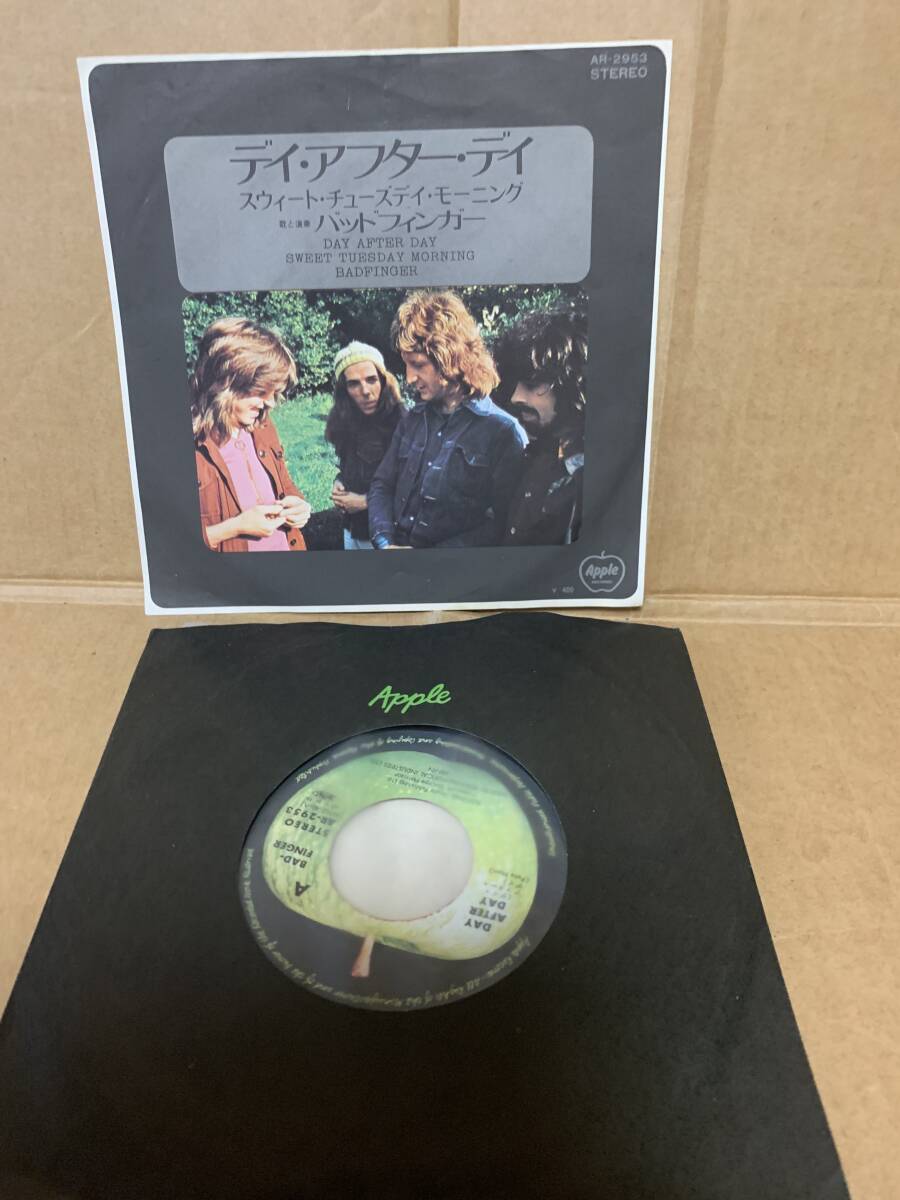 AR-2953
STEREO
デイ・アフター・デイ
スウィート・チューズデイ・モーニング
歌と演奏 バッドフィンガー
DAY AFTER DAY
SWEET TUESDAY MORNING
BADFINGER
Apple
¥ 400
Apple
STEREO
AR-2953
BAD-
FINGER
A
DAY
AFTER
DAY